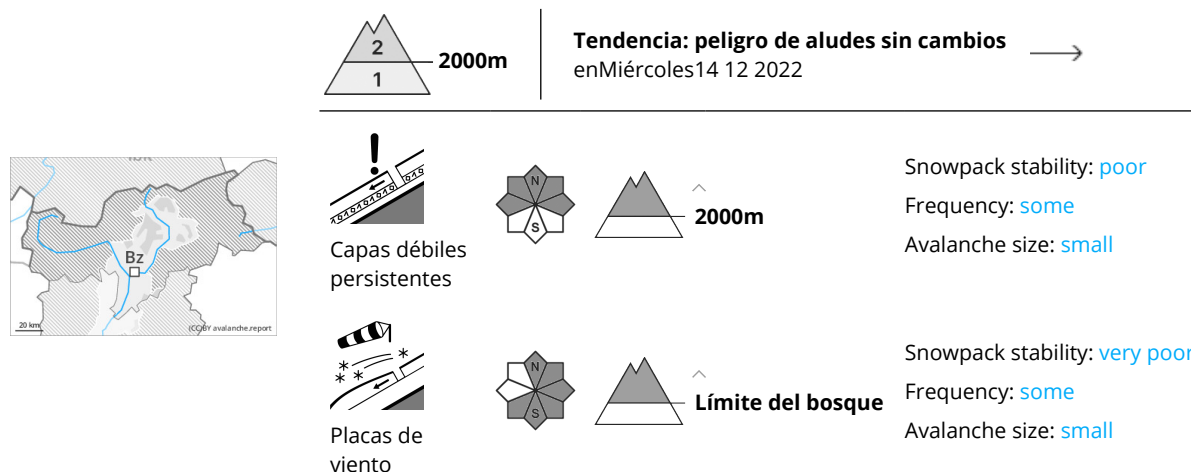 2
1
2000m
Tendencia: peligro de aludes sin cambios
enMiércoles14 12 2022
Bz
20 km
(CC)BY avalanche.report
N
S
2000m
Capas débiles
persistentes
Snowpack stability: poor
Frequency: some
Avalanche size: small
N
S
Límite del bosque
Placas de
viento
Snowpack stability: very poor
Frequency: some
Avalanche size: small